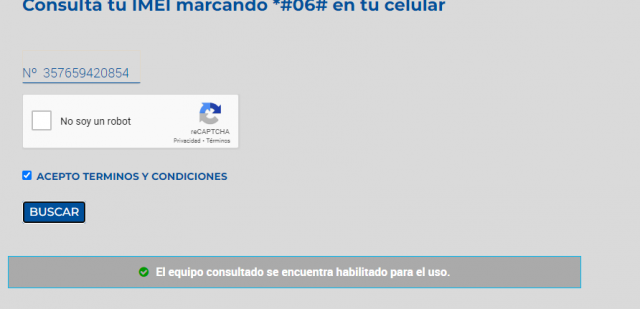 Consulta tu IMEI marcando *#06# en tu celular
Nº 357659420854
No soy un robot
reCAPTCHA
Privacidad - Términos
ACEPTO TERMINOS Y CONDICIONES
BUSCAR
El equipo consultado se encuentra habilitado para el uso.